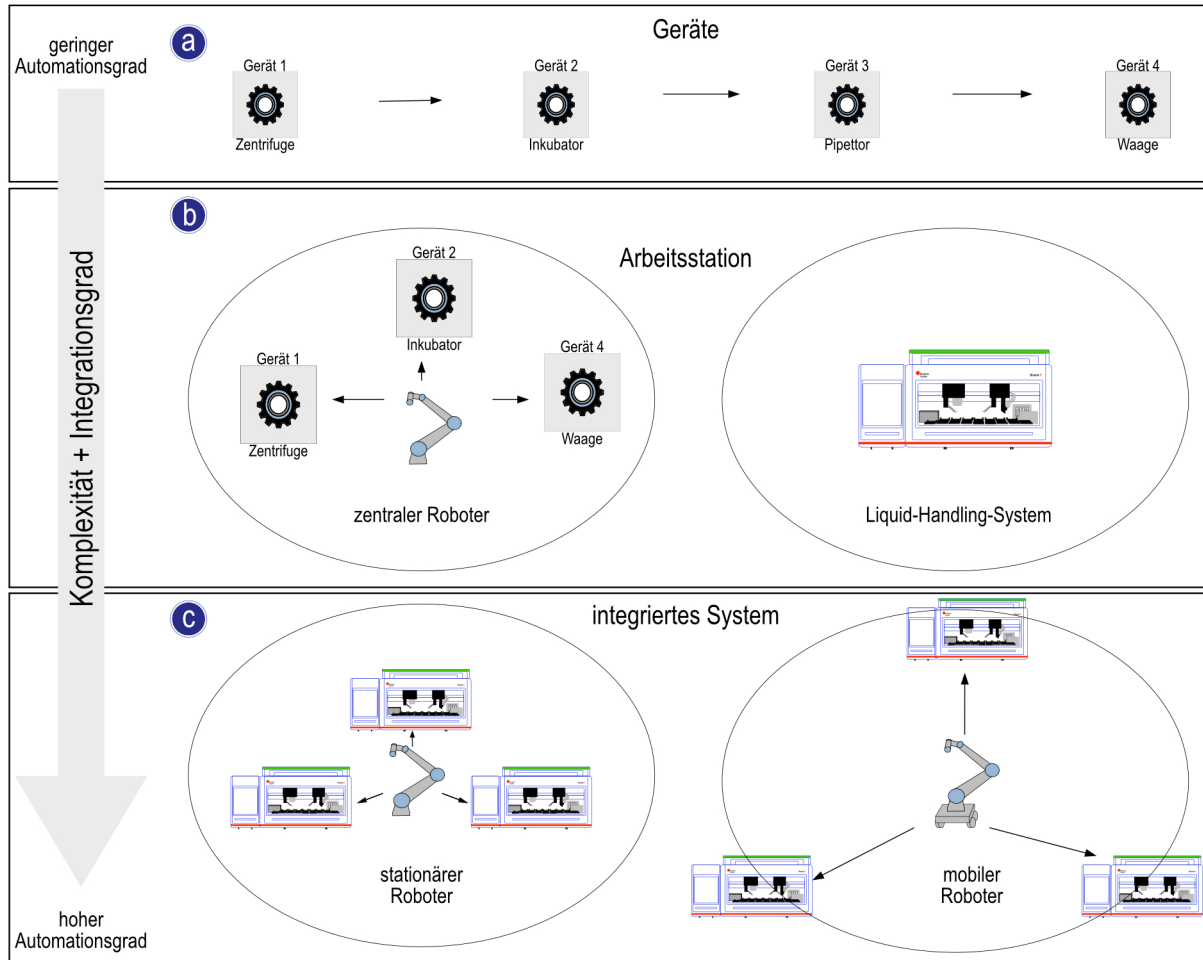 geringer
Automationsgrad
a
Geräte
Gerät 1
Gerät 2
Gerät 3
Gerät 4
Zentrifuge
Inkubator
Pipettor
Waage
Komplexität + Integrationsgrad
b
Arbeitsstation
Gerät 2
Inkubator
Gerät 1
Zentrifuge
Gerät 4
Waage
zentraler Roboter
Liquid-Handling-System
c
integriertes System
stationärer
Roboter
mobiler
Roboter
hoher
Automationsgrad